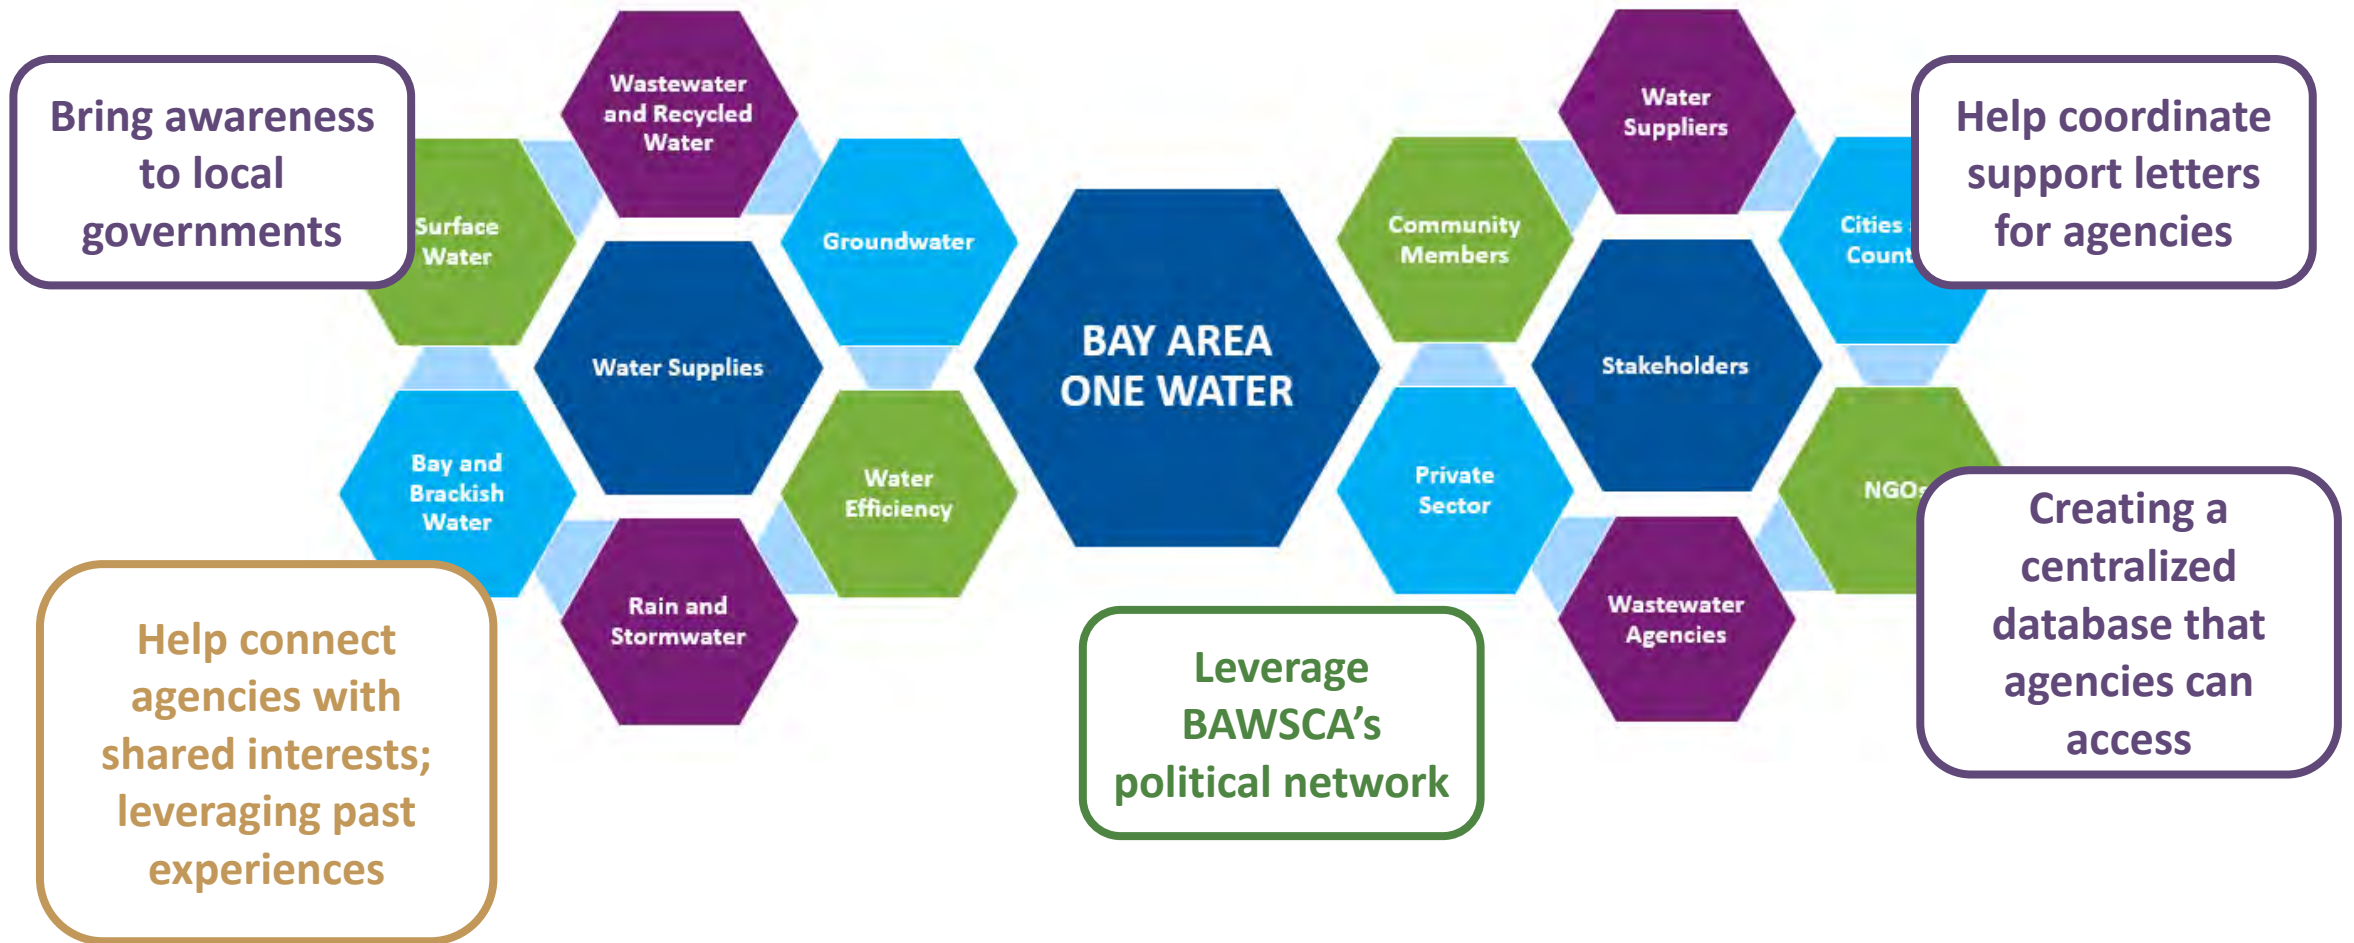 Bring awareness
to local
governments
Wastewater
and Recycled
Water
Surface
Water
Groundwater
Water Supplies
Bay and
Brackish
Water
Water
Efficiency
Rain and
Stormwater
Help connect
agencies with
shared interests;
leveraging past
experiences
BAY AREA
ONE WATER
Leverage
BAWSCA’s
political network
Water
Suppliers
Community
Members
Cities
Stakeholders
Private
Sector
NGOs
Wastewater
Agencies
Help coordinate
support letters
for agencies
Creating a
centralized
database that
agencies can
access